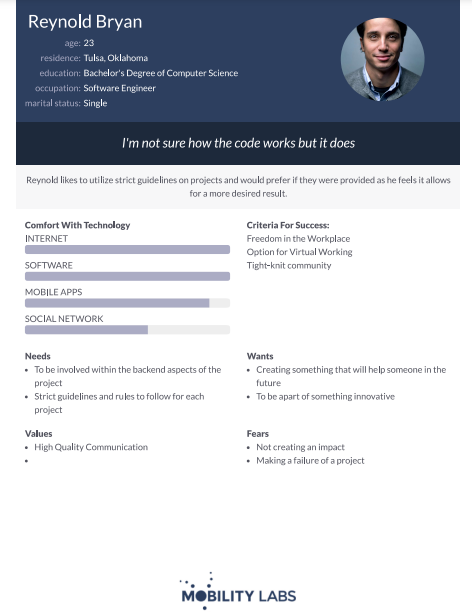 Reynold Bryan
age: 23
residence: Tulsa, Oklahoma
education: Bachelor's Degree of Computer Science
occupation: Software Engineer
marital status: Single
I'm not sure how the code works but it does
Reynold likes to utilize strict guidelines on projects and would prefer if they were provided as he feels it allows
for a more desired result.
Comfort With Technology
INTERNET
SOFTWARE
MOBILE APPS
SOCIAL NETWORK
Criteria For Success:
Freedom in the Workplace
Option for Virtual Working
Tight-knit community
Needs
• To be involved within the backend aspects of the
project
• Strict guidelines and rules to follow for each
project
Wants
• Creating something that will help someone in the
future
• To be apart of something innovative
Values
• High Quality Communication
•
Fears
• Not creating an impact
• Making a failure of a project
MOBILITY LABS